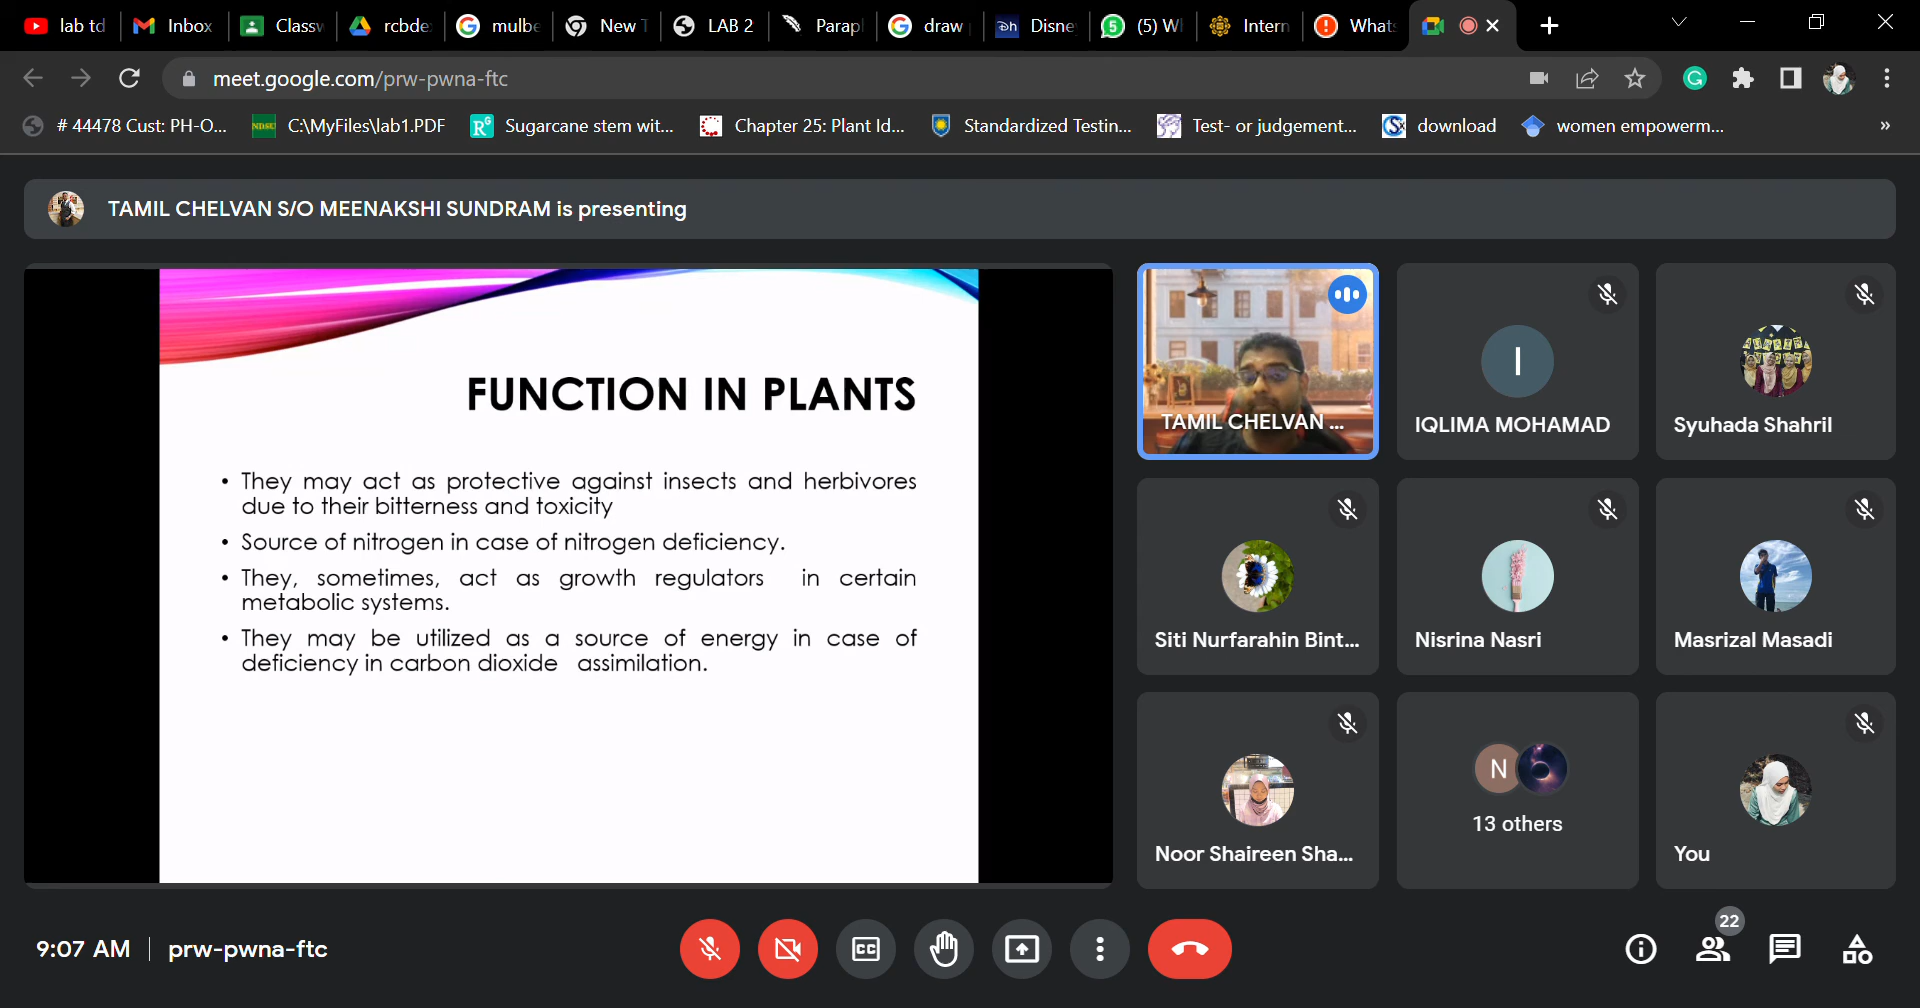 lab td
Inbox
Classw
rcbde
mulbe
New T
LAB 2
Parapl
draw
Disne
(5) W
Intern
Whats
meet.google.com/prw-pwna-ftc
# 44478 Cust: PH-O...
C:\MyFiles\lab1.PDF
Sugarcane stem wit...
Chapter 25: Plant Id...
Standardized Testin...
Test- or judgement...
download
women empowerm...
TAMIL CHELVAN S/O MEENAKSHI SUNDRAM is presenting
FUNCTION IN PLANTS
• They may act as protective against insects and herbivores
due to their bitterness and toxicity
• Source of nitrogen in case of nitrogen deficiency.
• They, sometimes, act as growth regulators in certain
metabolic systems.
• They may be utilized as a source of energy in case of
deficiency in carbon dioxide assimilation.
TAMIL CHELVAN ...
I
IQLIMA MOHAMAD
Syuhada Shahril
Siti Nurfarahin Bint...
Nisrina Nasri
Masrizal Masadi
Noor Shaireen Sha...
N
13 others
You
9:07 AM | prw-pwna-ftc
CC
22